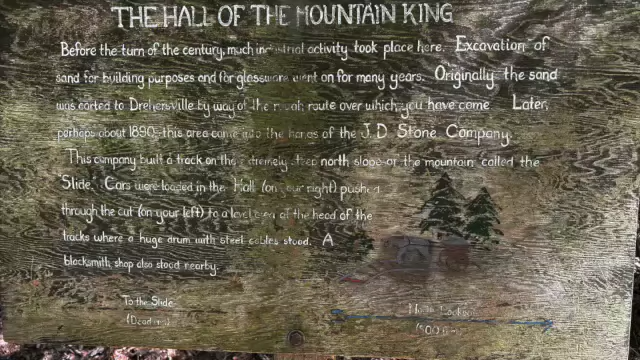 THE HALL OF THE MOUNTAIN KING
Before the turn of the century, much industrial activity took place here. Excavation of
sand for building purposes and for glassware went on for many years. Originally the sand
was carted to Drehersville by way of the rough route over which you have come. Later,
perhaps about 1890, this area came into the hands of the J.D. Stone Company.
This company built a track on the extremely steep north slope of the mountain called the
Slide. Cars were loaded in the Hall (on your right) pushed
through the cut (on your left) to a level area at the head of the
tracks where a huge drum with steel cables stood. A
blacksmith shop also stood nearby.
To the Slide
(Dead end)
North Lookout
(500 )